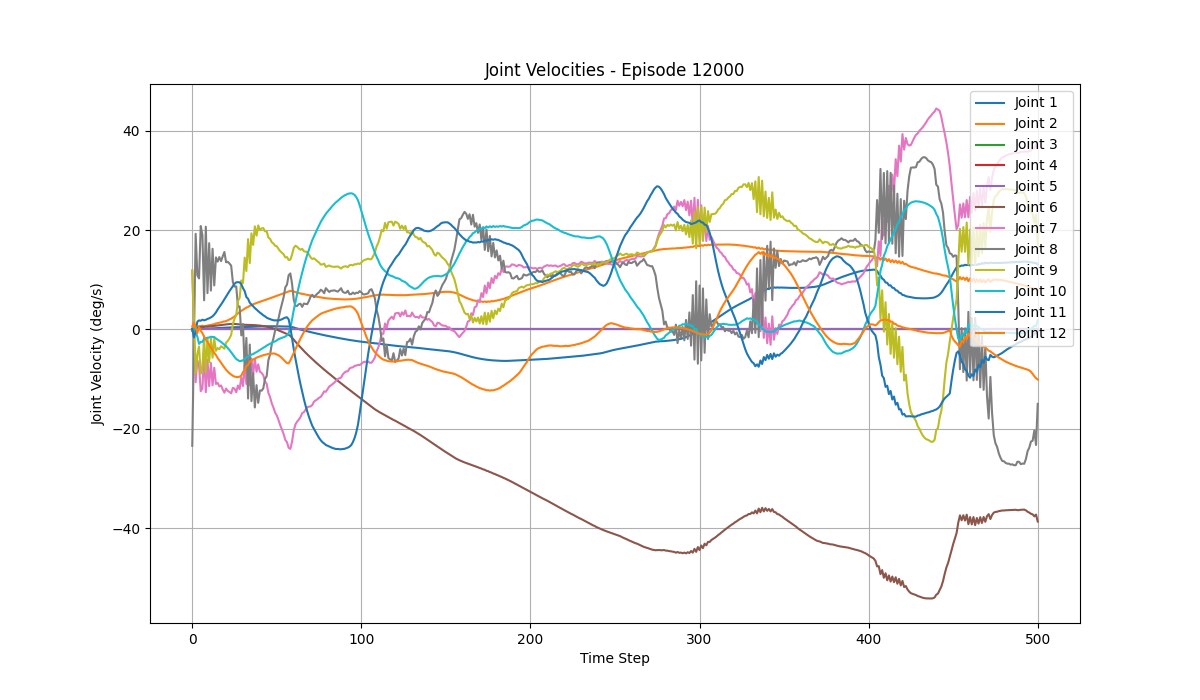 Joint Velocities - Episode 12000
Joint Velocity (deg/s)
40
20
0
−20
−40
0
100
200
300
400
500
Time Step
Joint 1
Joint 2
Joint 3
Joint 4
Joint 5
Joint 6
Joint 7
Joint 8
Joint 9
Joint 10
Joint 11
Joint 12